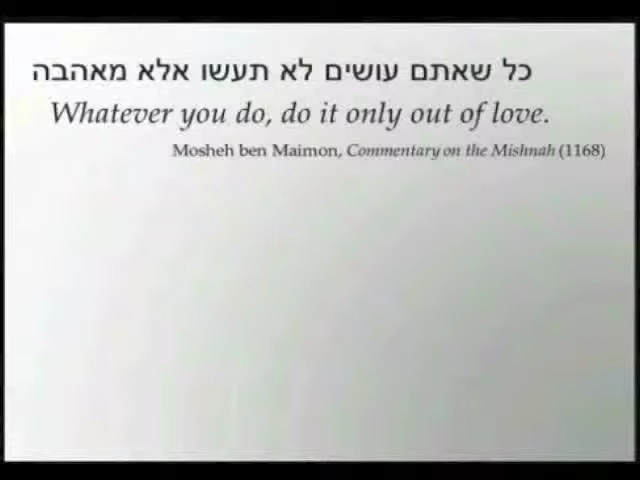 כל שאתם עושים לא תעשו אלא מאהבה
Whatever you do, do it only out of love.
Mosheh ben Maimon, Commentary on the Mishnah (1168)